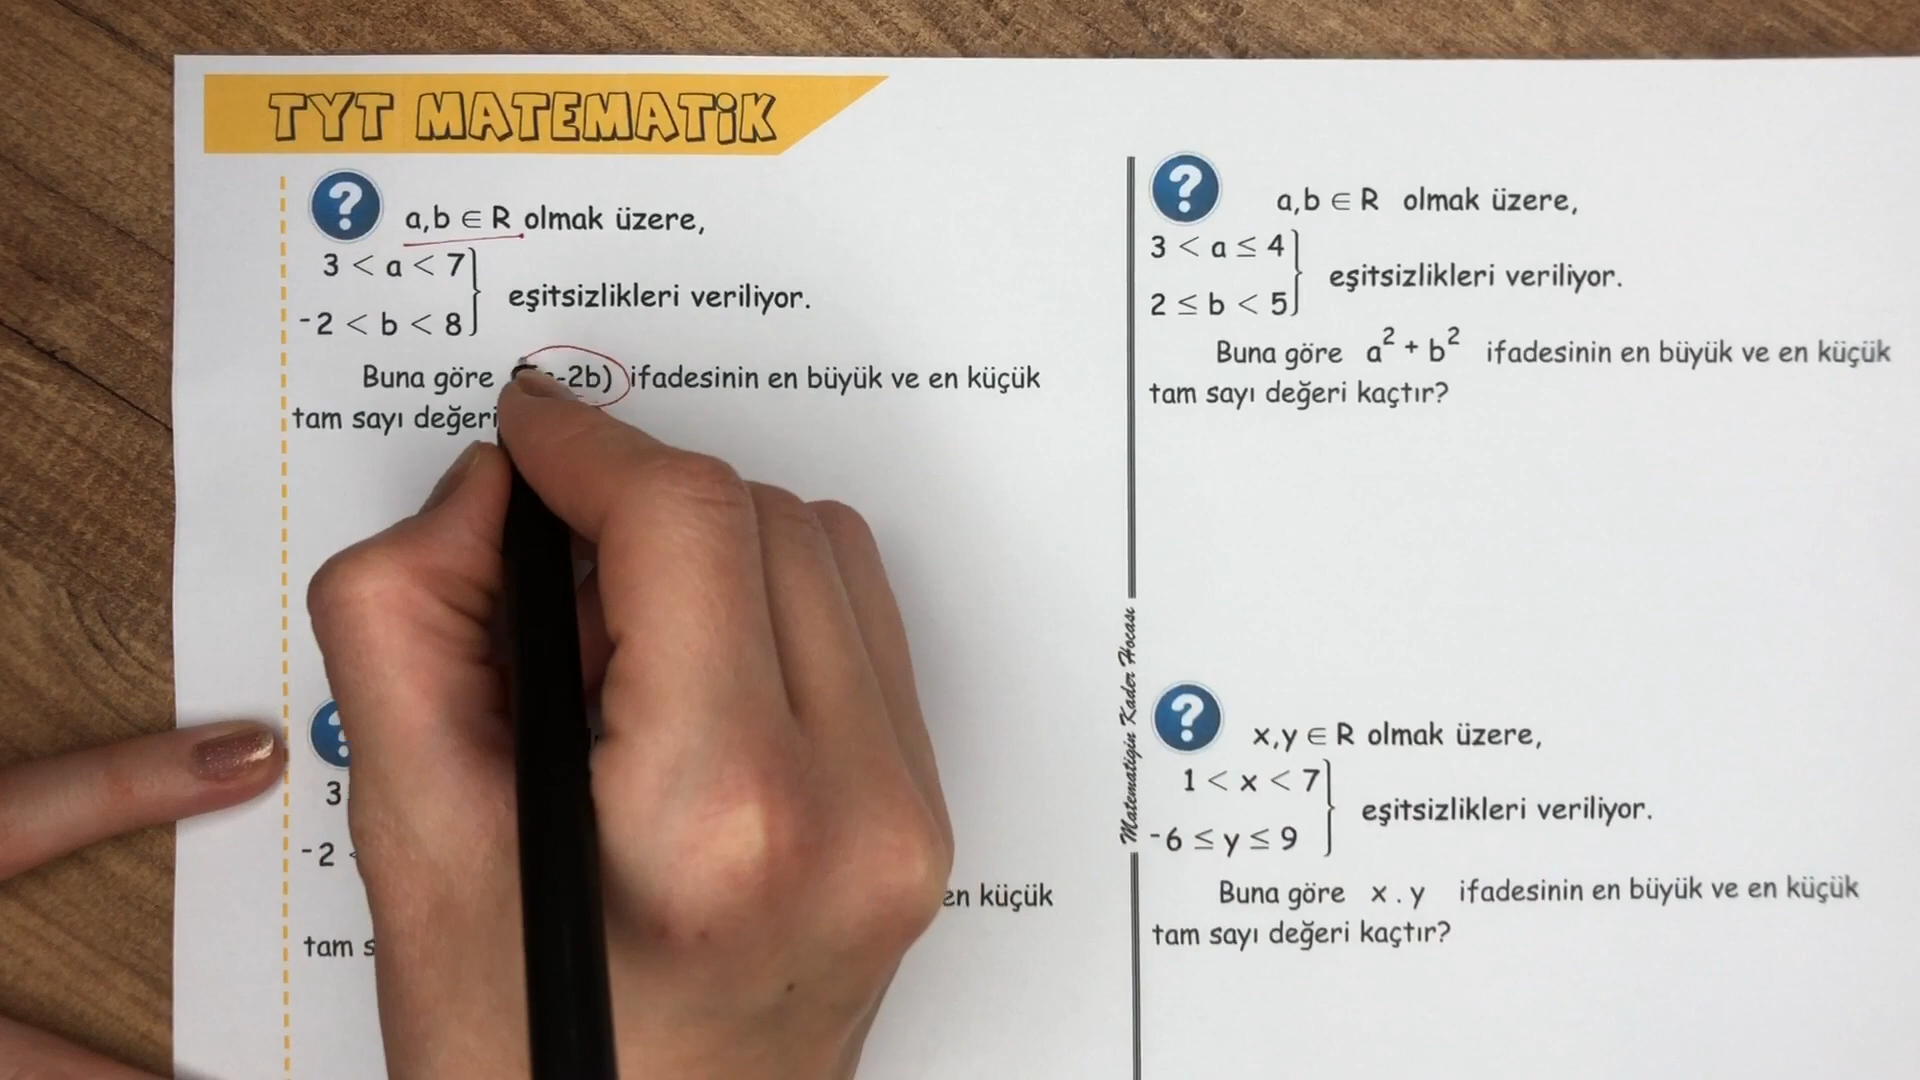 TYT MATEMATiK
a,b ∈ R olmak üzere,
3 < a < 7
-2 < b < 8
eşitsizlikleri veriliyor.
Buna göre -2b) ifadesinin en büyük ve en küçük
tam sayı değeri
3
-2 <
en küçük
tam s
a,b ∈ R olmak üzere,
3 < a ≤ 4
2 ≤ b < 5
eşitsizlikleri veriliyor.
Buna göre a² + b² ifadesinin en büyük ve en küçük
tam sayı değeri kaçtır?
Matematiğin Kader Hocası
x,y ∈ R olmak üzere,
1 < x < 7
-6 ≤ y ≤ 9
eşitsizlikleri veriliyor.
Buna göre x . y ifadesinin en büyük ve en küçük
tam sayı değeri kaçtır?